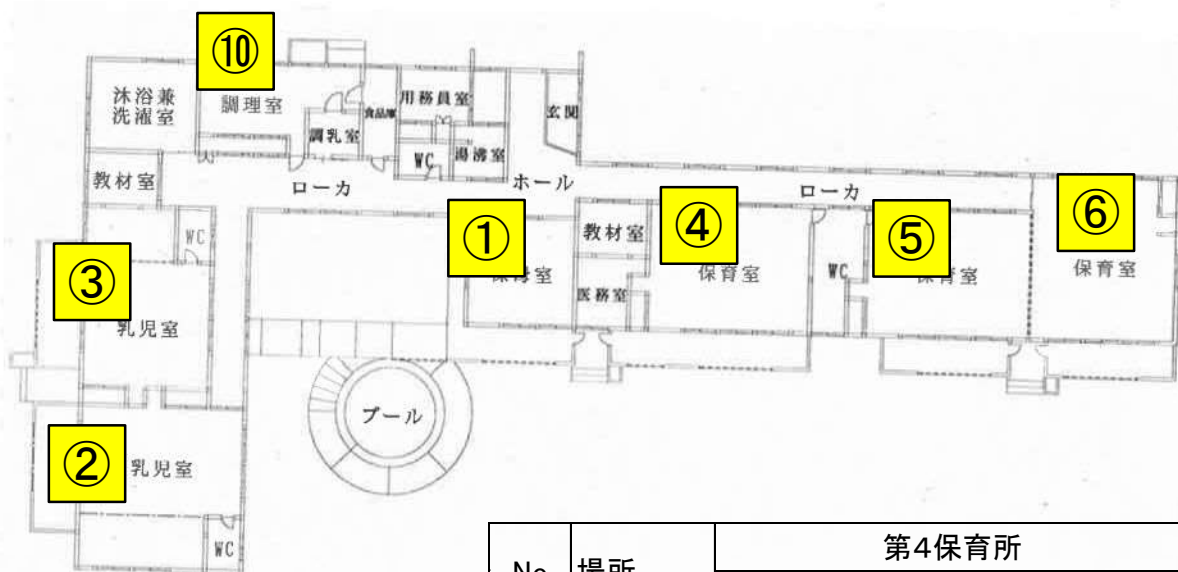 ⑩
沐浴兼
洗濯室
調理室
調乳室
食品庫
用務員室
湯沸室
WC
玄関
教材室
ローカ
ホール
ローカ
WC
③
乳児室
①
保母室
教材室
医務室
④
保育室
WC
⑤
保育室
⑥
保育室
プール
②
乳児室
WC
No
場所
第4保育所